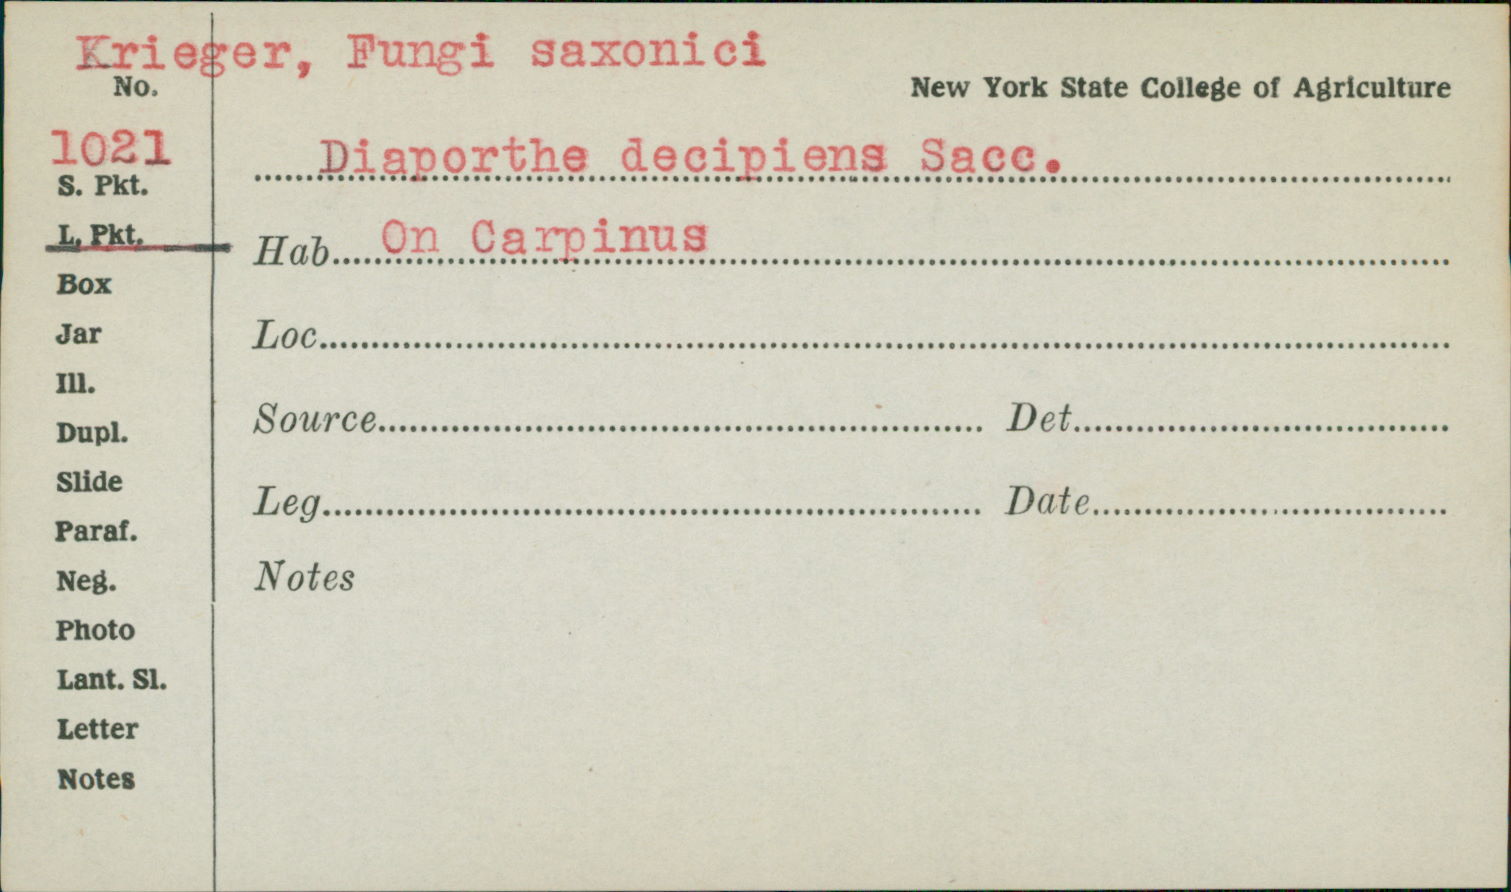 Krieger, Fungi saxonici
No.
New York State College of Agriculture
1021
Diaporthe decipiens Sacc.
S. Pkt.
L. Pkt.
Hab. On Carpinus
Box
Jar
Loc.
Ill.
Source Det.
Dupl.
Slide
Leg. Date
Paraf.
Neg.
Notes
Photo
Lant. Sl.
Letter
Notes